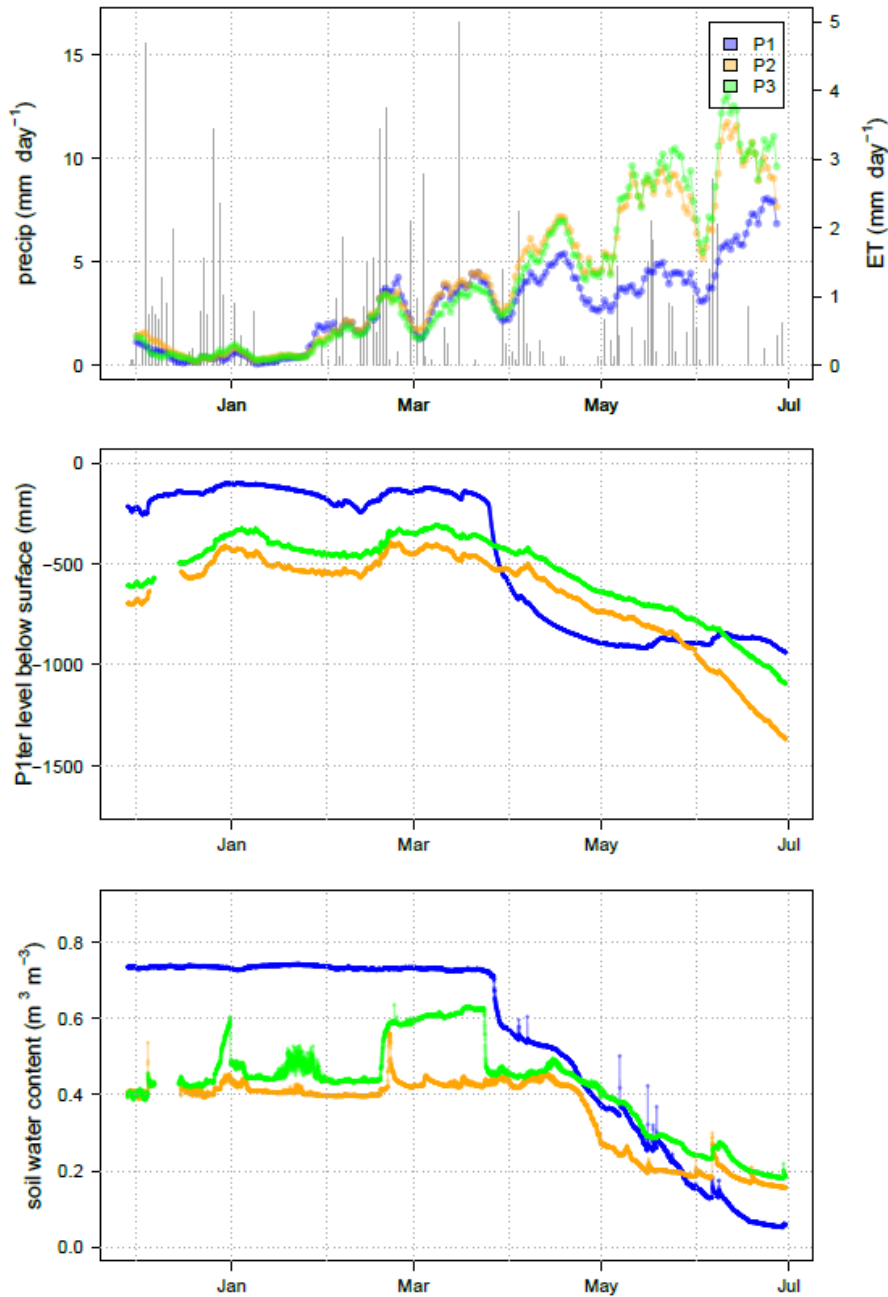 15
10
5
0
precip (mm day⁻¹)
P1
P2
P3
5
4
3
2
1
0
ET (mm day⁻¹)
Jan
Mar
May
Jul
0
−500
−1000
−1500
P1ter level below surface (mm)
Jan
Mar
May
Jul
0.8
0.6
0.4
0.2
0.0
soil water content (m³ m⁻³)
Jan
Mar
May
Jul